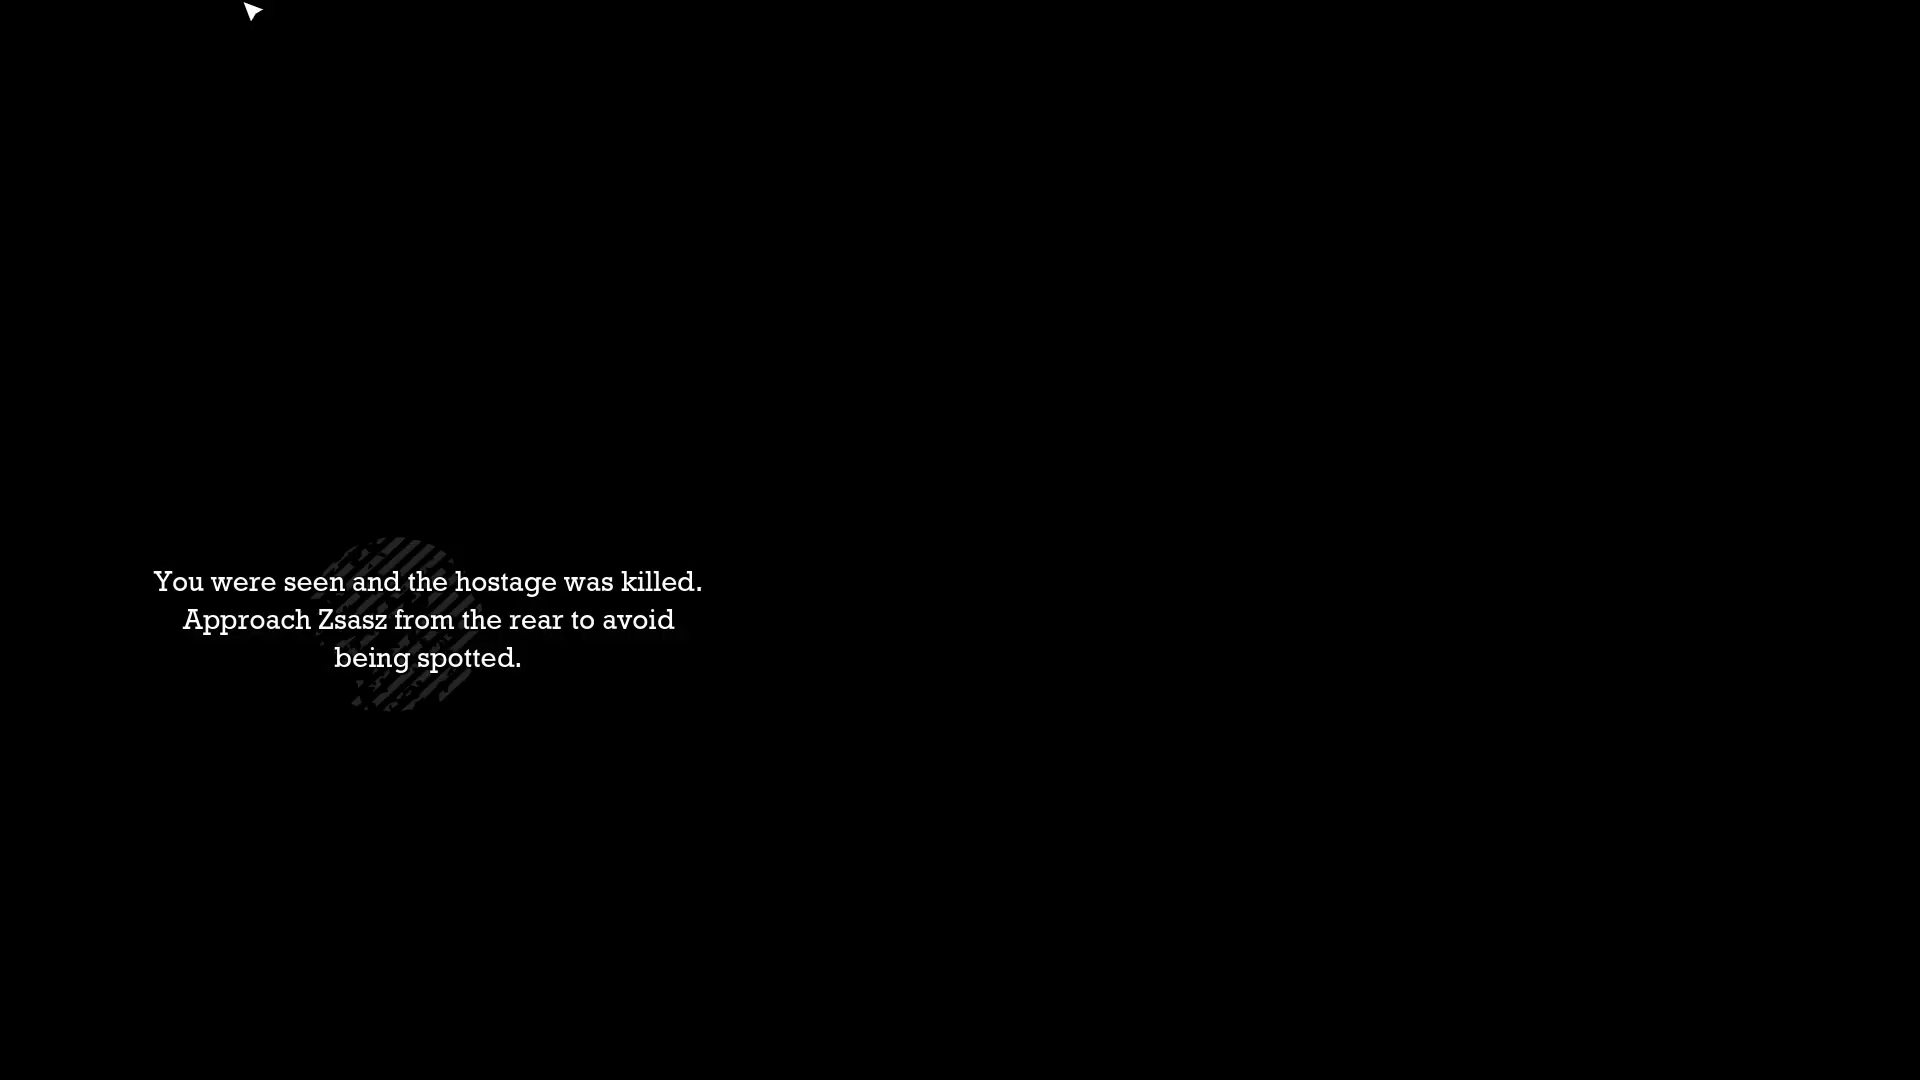 You were seen and the hostage was killed.
Approach Zsasz from the rear to avoid
being spotted.